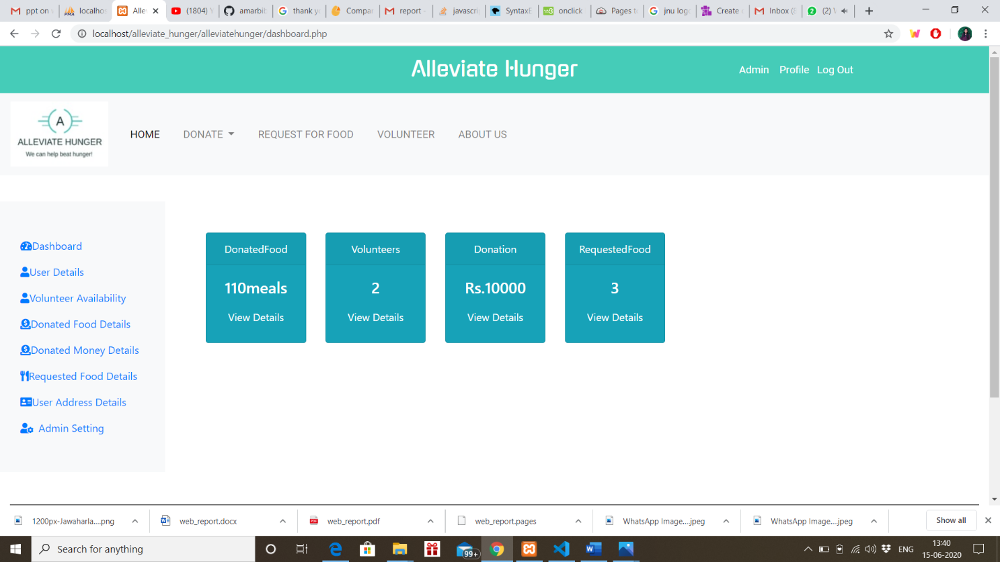 ppt on
localhos
Alle
(1804) Y
amarbib
thank y
Compar
report -
javascri
SyntaxE
onclick
Pages to
jnu logo
Create
Inbox (
(2)
localhost/alleviate_hunger/alleviatehunger/dashboard.php
Alleviate Hunger
Admin Profile Log Out
A
ALLEVIATE HUNGER
We can help beat hunger!
HOME DONATE REQUEST FOR FOOD VOLUNTEER ABOUT US
Dashboard
User Details
Volunteer Availability
Donated Food Details
Donated Money Details
Requested Food Details
User Address Details
Admin Setting
DonatedFood
110meals
View Details
Volunteers
2
View Details
Donation
Rs.10000
View Details
RequestedFood
3
View Details
1200px-Jawaharla....png
web_report.docx
web_report.pdf
web_report.pages
WhatsApp Image....jpeg
WhatsApp Image....jpeg
Show all
Search for anything
99+
ENG
13:40
15-06-2020